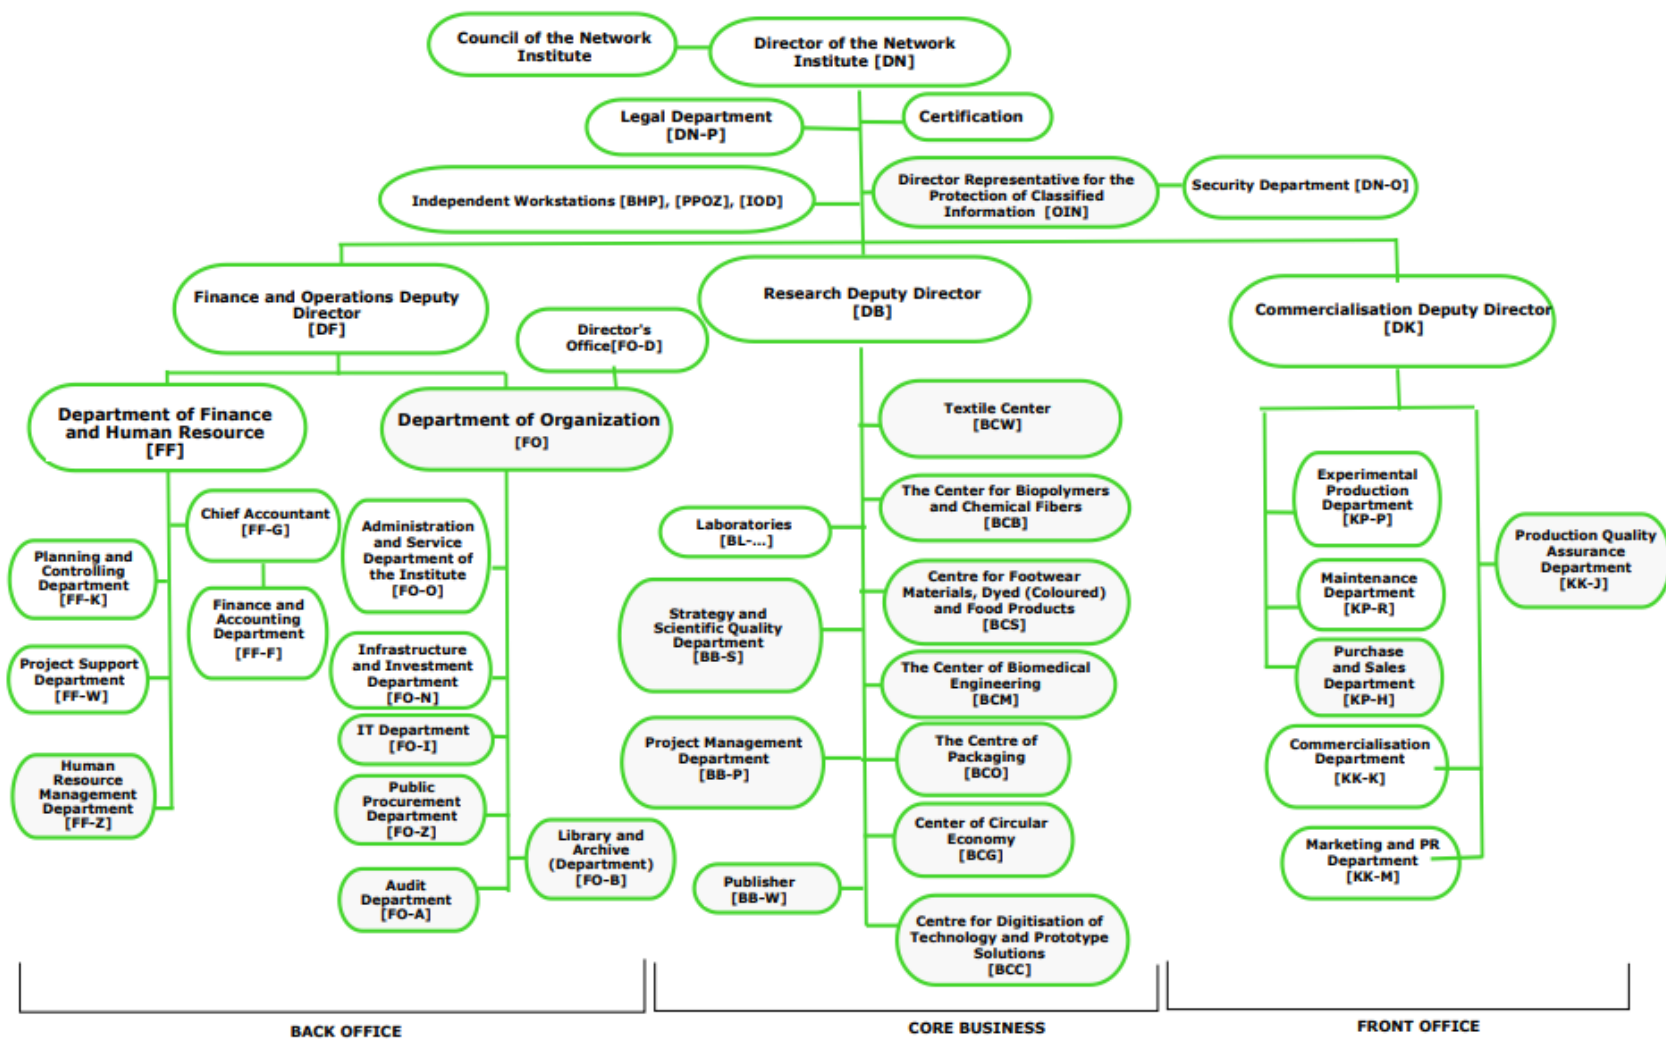 Council of the Network
Institute
Director of the Network
Institute [DN]
Legal Department
[DN-P]
Certification
Independent Workstations [BHP], [PPOZ], [IOD]
Director Representative for the
Protection of Classified
Information [OIN]
Security Department [DN-O]
Finance and Operations Deputy
Director
[DF]
Research Deputy Director
[DB]
Commercialisation Deputy Director
[DK]
Director's
Office[FO-D]
Department of Finance
and Human Resource
[FF]
Department of Organization
[FO]
Chief Accountant
[FF-G]
Planning and
Controlling
Department
[FF-K]
Finance and
Accounting
Department
[FF-F]
Project Support
Department
[FF-W]
Human
Resource
Management
Department
[FF-Z]
Administration
and Service
Department of
the Institute
[FO-O]
Infrastructure
and Investment
Department
[FO-N]
IT Department
[FO-I]
Public
Procurement
Department
[FO-Z]
Library and
Archive
(Department)
[FO-B]
Audit
Department
[FO-A]
Textile Center
[BCW]
The Center for Biopolymers
and Chemical Fibers
[BCB]
Laboratories
[BL-...]
Centre for Footwear
Materials, Dyed (Coloured)
and Food Products
[BCS]
Strategy and
Scientific Quality
Department
[BB-S]
The Center of Biomedical
Engineering
[BCM]
Project Management
Department
[BB-P]
The Centre of
Packaging
[BCO]
Center of Circular
Economy
[BCG]
Publisher
[BB-W]
Centre for Digitisation of
Technology and Prototype
Solutions
[BCC]
Experimental
Production
Department
[KP-P]
Production Quality
Assurance
Department
[KK-J]
Maintenance
Department
[KP-R]
Purchase
and Sales
Department
[KP-H]
Commercialisation
Department
[KK-K]
Marketing and PR
Department
[KK-M]
BACK OFFICE
CORE BUSINESS
FRONT OFFICE